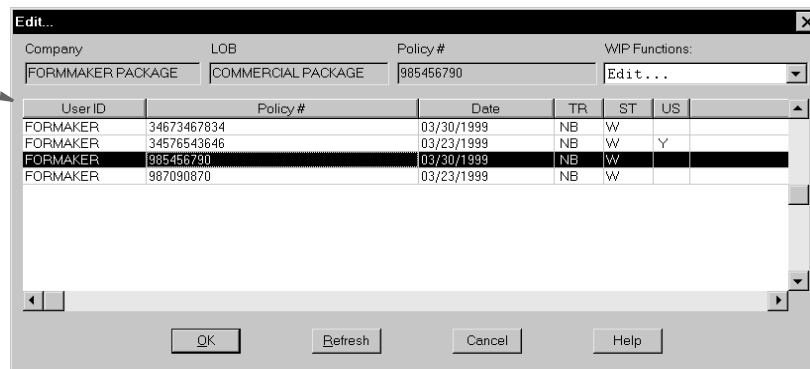 Edit...
Company LOB Policy # WIP Functions:
FORMMAKER PACKAGE COMMERCIAL PACKAGE 985456790 Edit...
User ID Policy # Date TR ST US
FORMAKER 34673467834 03/30/1999 NB W
FORMAKER 34576543646 03/23/1999 NB W Y
FORMAKER 985456790 03/30/1999 NB W
FORMAKER 987090870 03/23/1999 NB W
OK Refresh Cancel Help